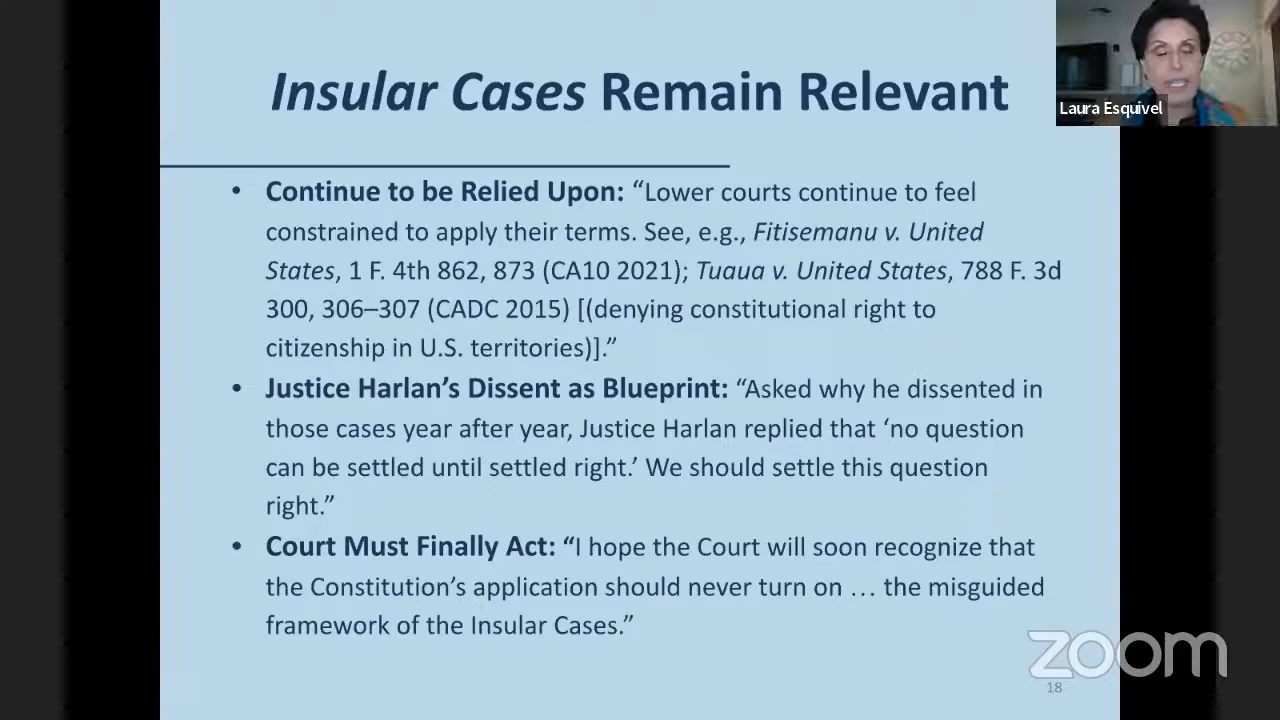 Insular Cases Remain Relevant
Laura Esquivel
• Continue to be Relied Upon: “Lower courts continue to feel
constrained to apply their terms. See, e.g., Fitisemanu v. United
States, 1 F. 4th 862, 873 (CA10 2021); Tuaua v. United States, 788 F. 3d
300, 306–307 (CADC 2015) [(denying constitutional right to
citizenship in U.S. territories)].”
• Justice Harlan’s Dissent as Blueprint: “Asked why he dissented in
those cases year after year, Justice Harlan replied that ‘no question
can be settled until settled right.’ We should settle this question
right.”
• Court Must Finally Act: “I hope the Court will soon recognize that
the Constitution’s application should never turn on … the misguided
framework of the Insular Cases.”
zoom
18